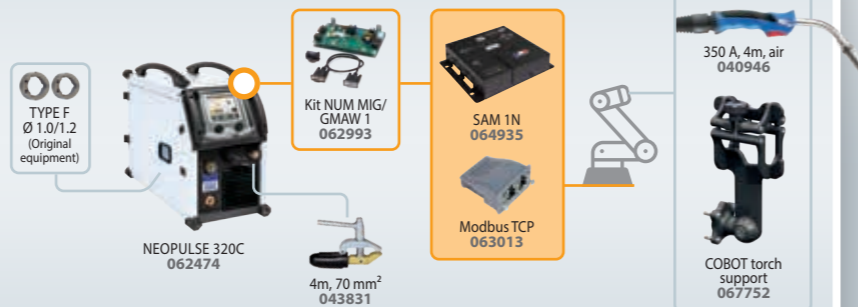 TYPE F
Ø 1.0/1.2
(Original
equipment)
NEOPULSE 320C
062474
Kit NUM MIG/
GMAW 1
062993
4m, 70 mm²
043831
SAM 1N
064935
Modbus TCP
063013
350 A, 4m, air
040946
COBOT torch
support
067752